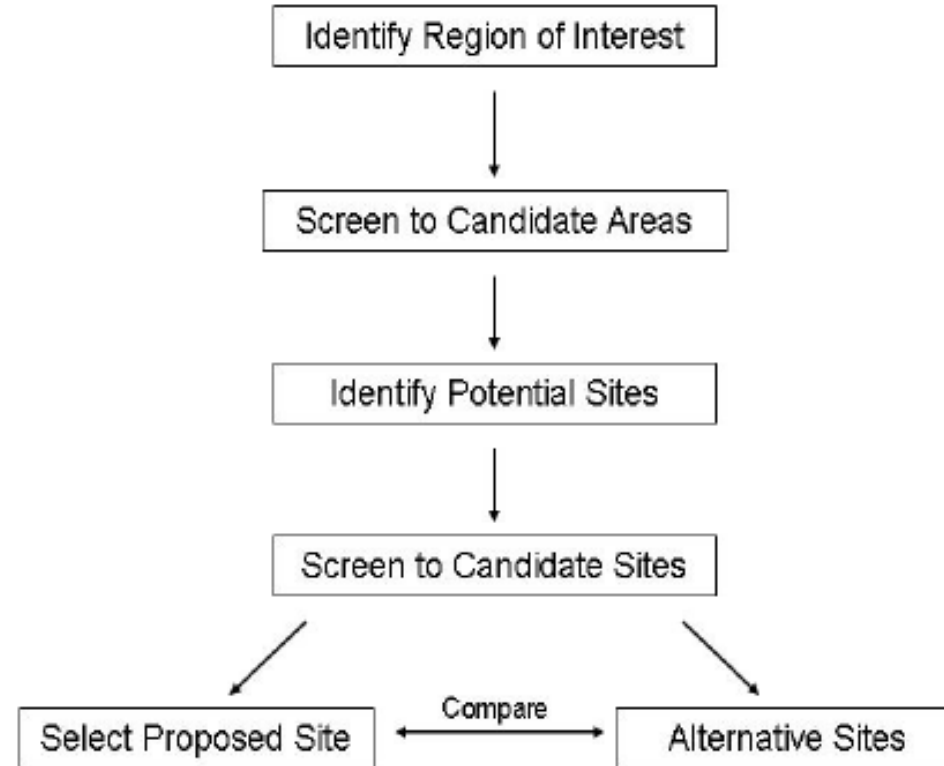 Identify Region of Interest
Screen to Candidate Areas
Identify Potential Sites
Screen to Candidate Sites
Compare
Select Proposed Site
Alternative Sites